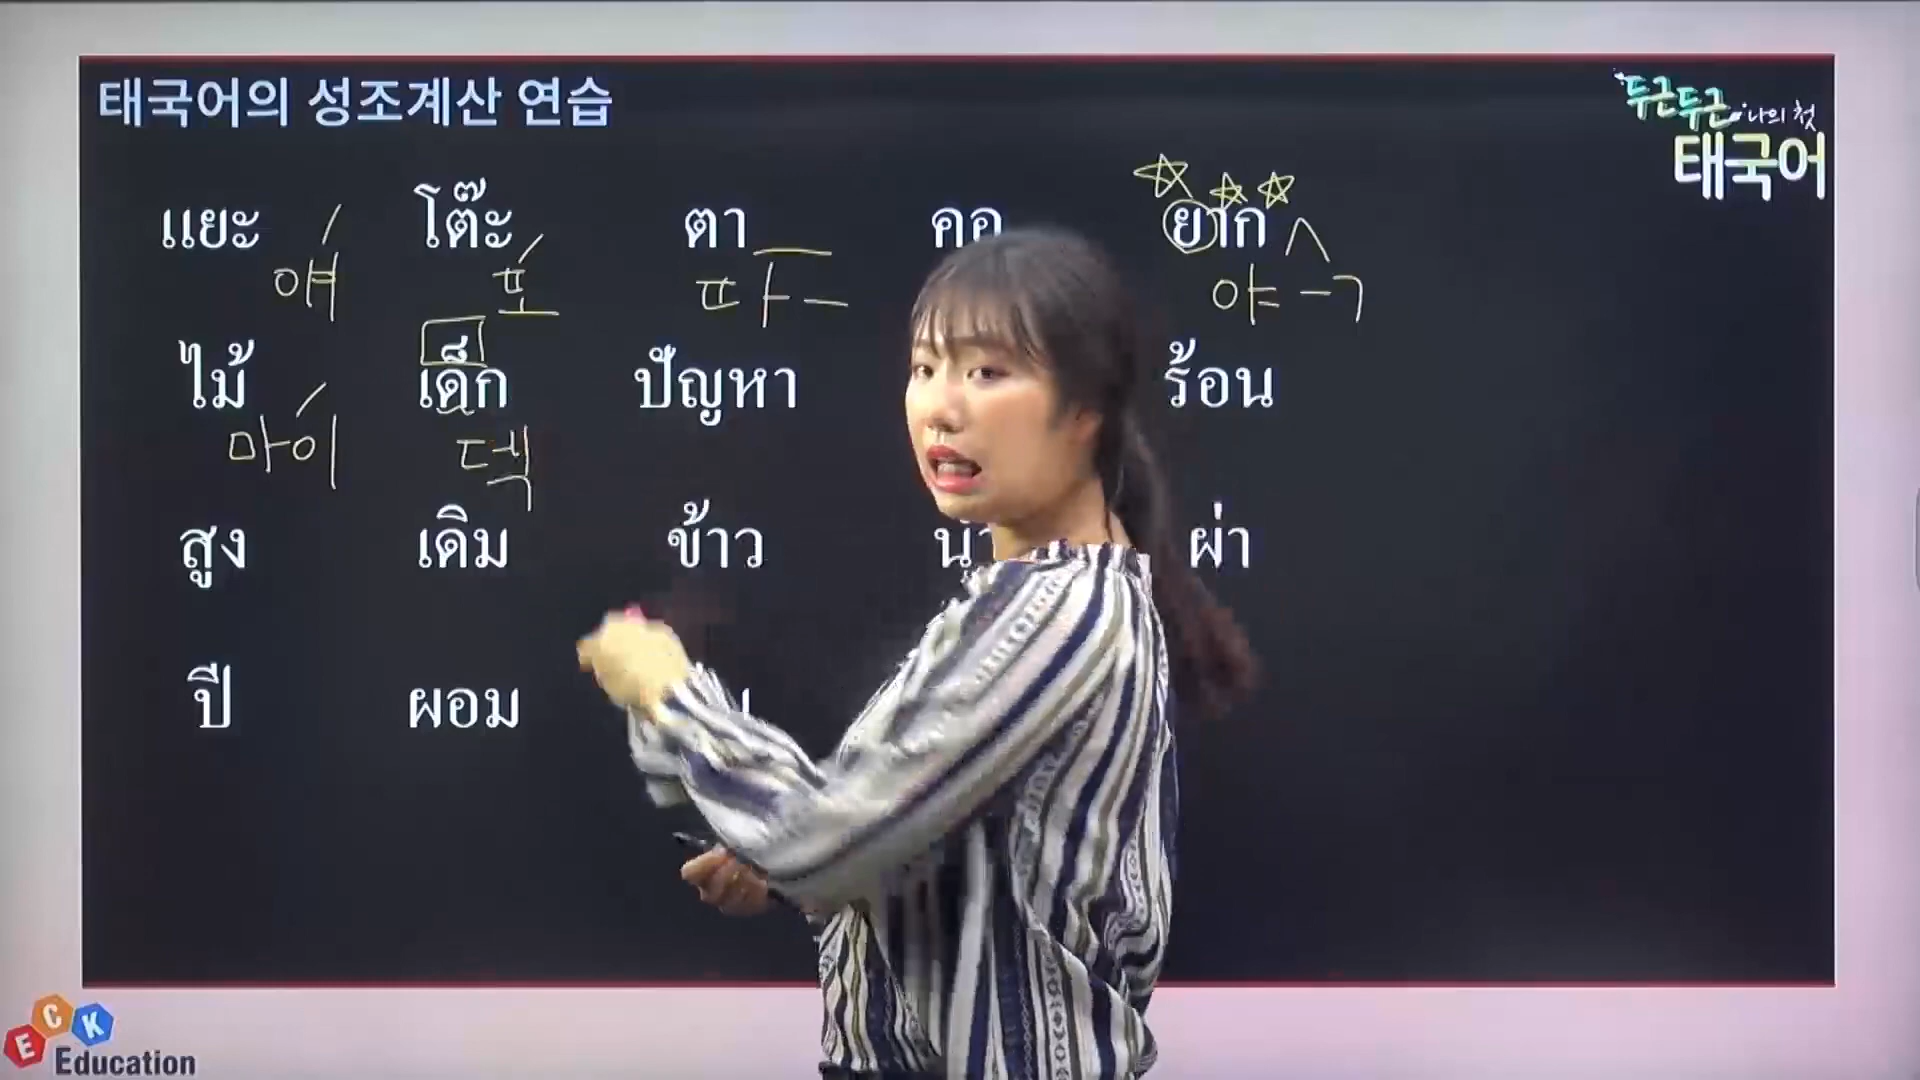 태국어의 성조계산 연습
두근두근 나의 첫
태국어
แยะ โต๊ะ ตา คอ ยาก
얘 또 따- 야-ㄱ
ไม้ เด็ก ปัญหา ร้อน
마이 덱
สูง เดิม ข้าว ผ่า
ปี ผอม
ECK
Education